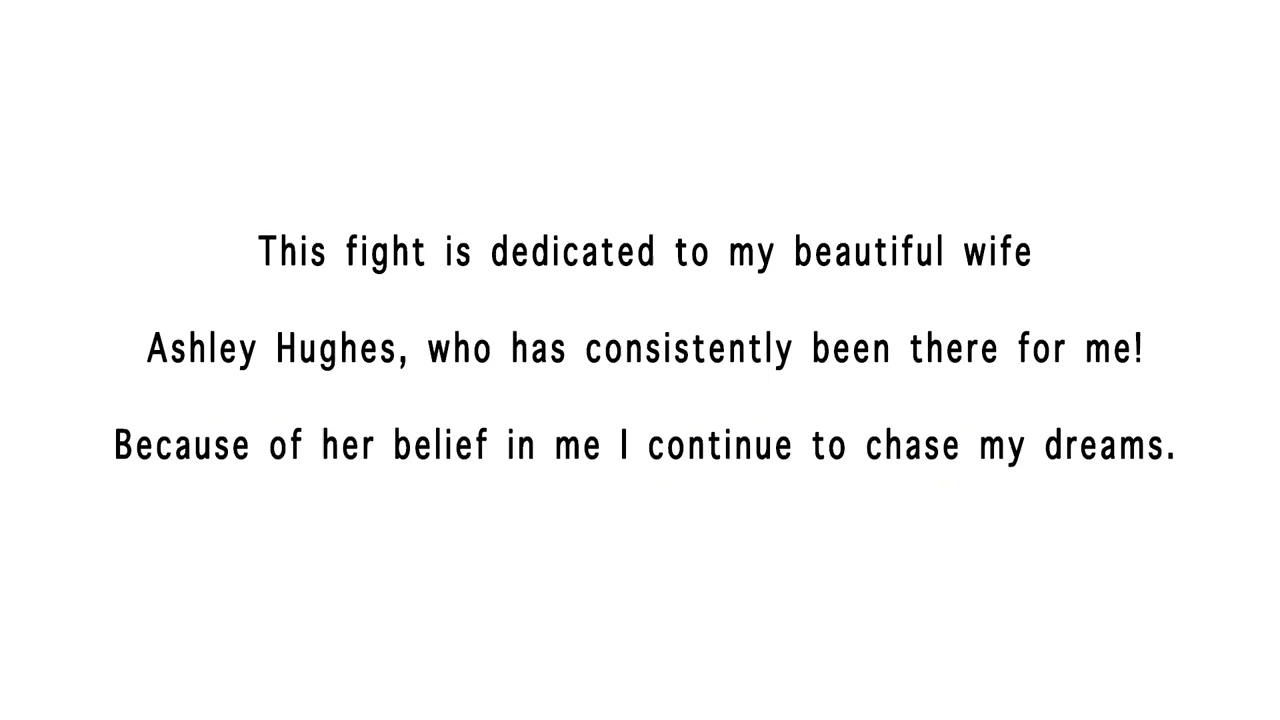 This fight is dedicated to my beautiful wife
Ashley Hughes, who has consistently been there for me!
Because of her belief in me I continue to chase my dreams.